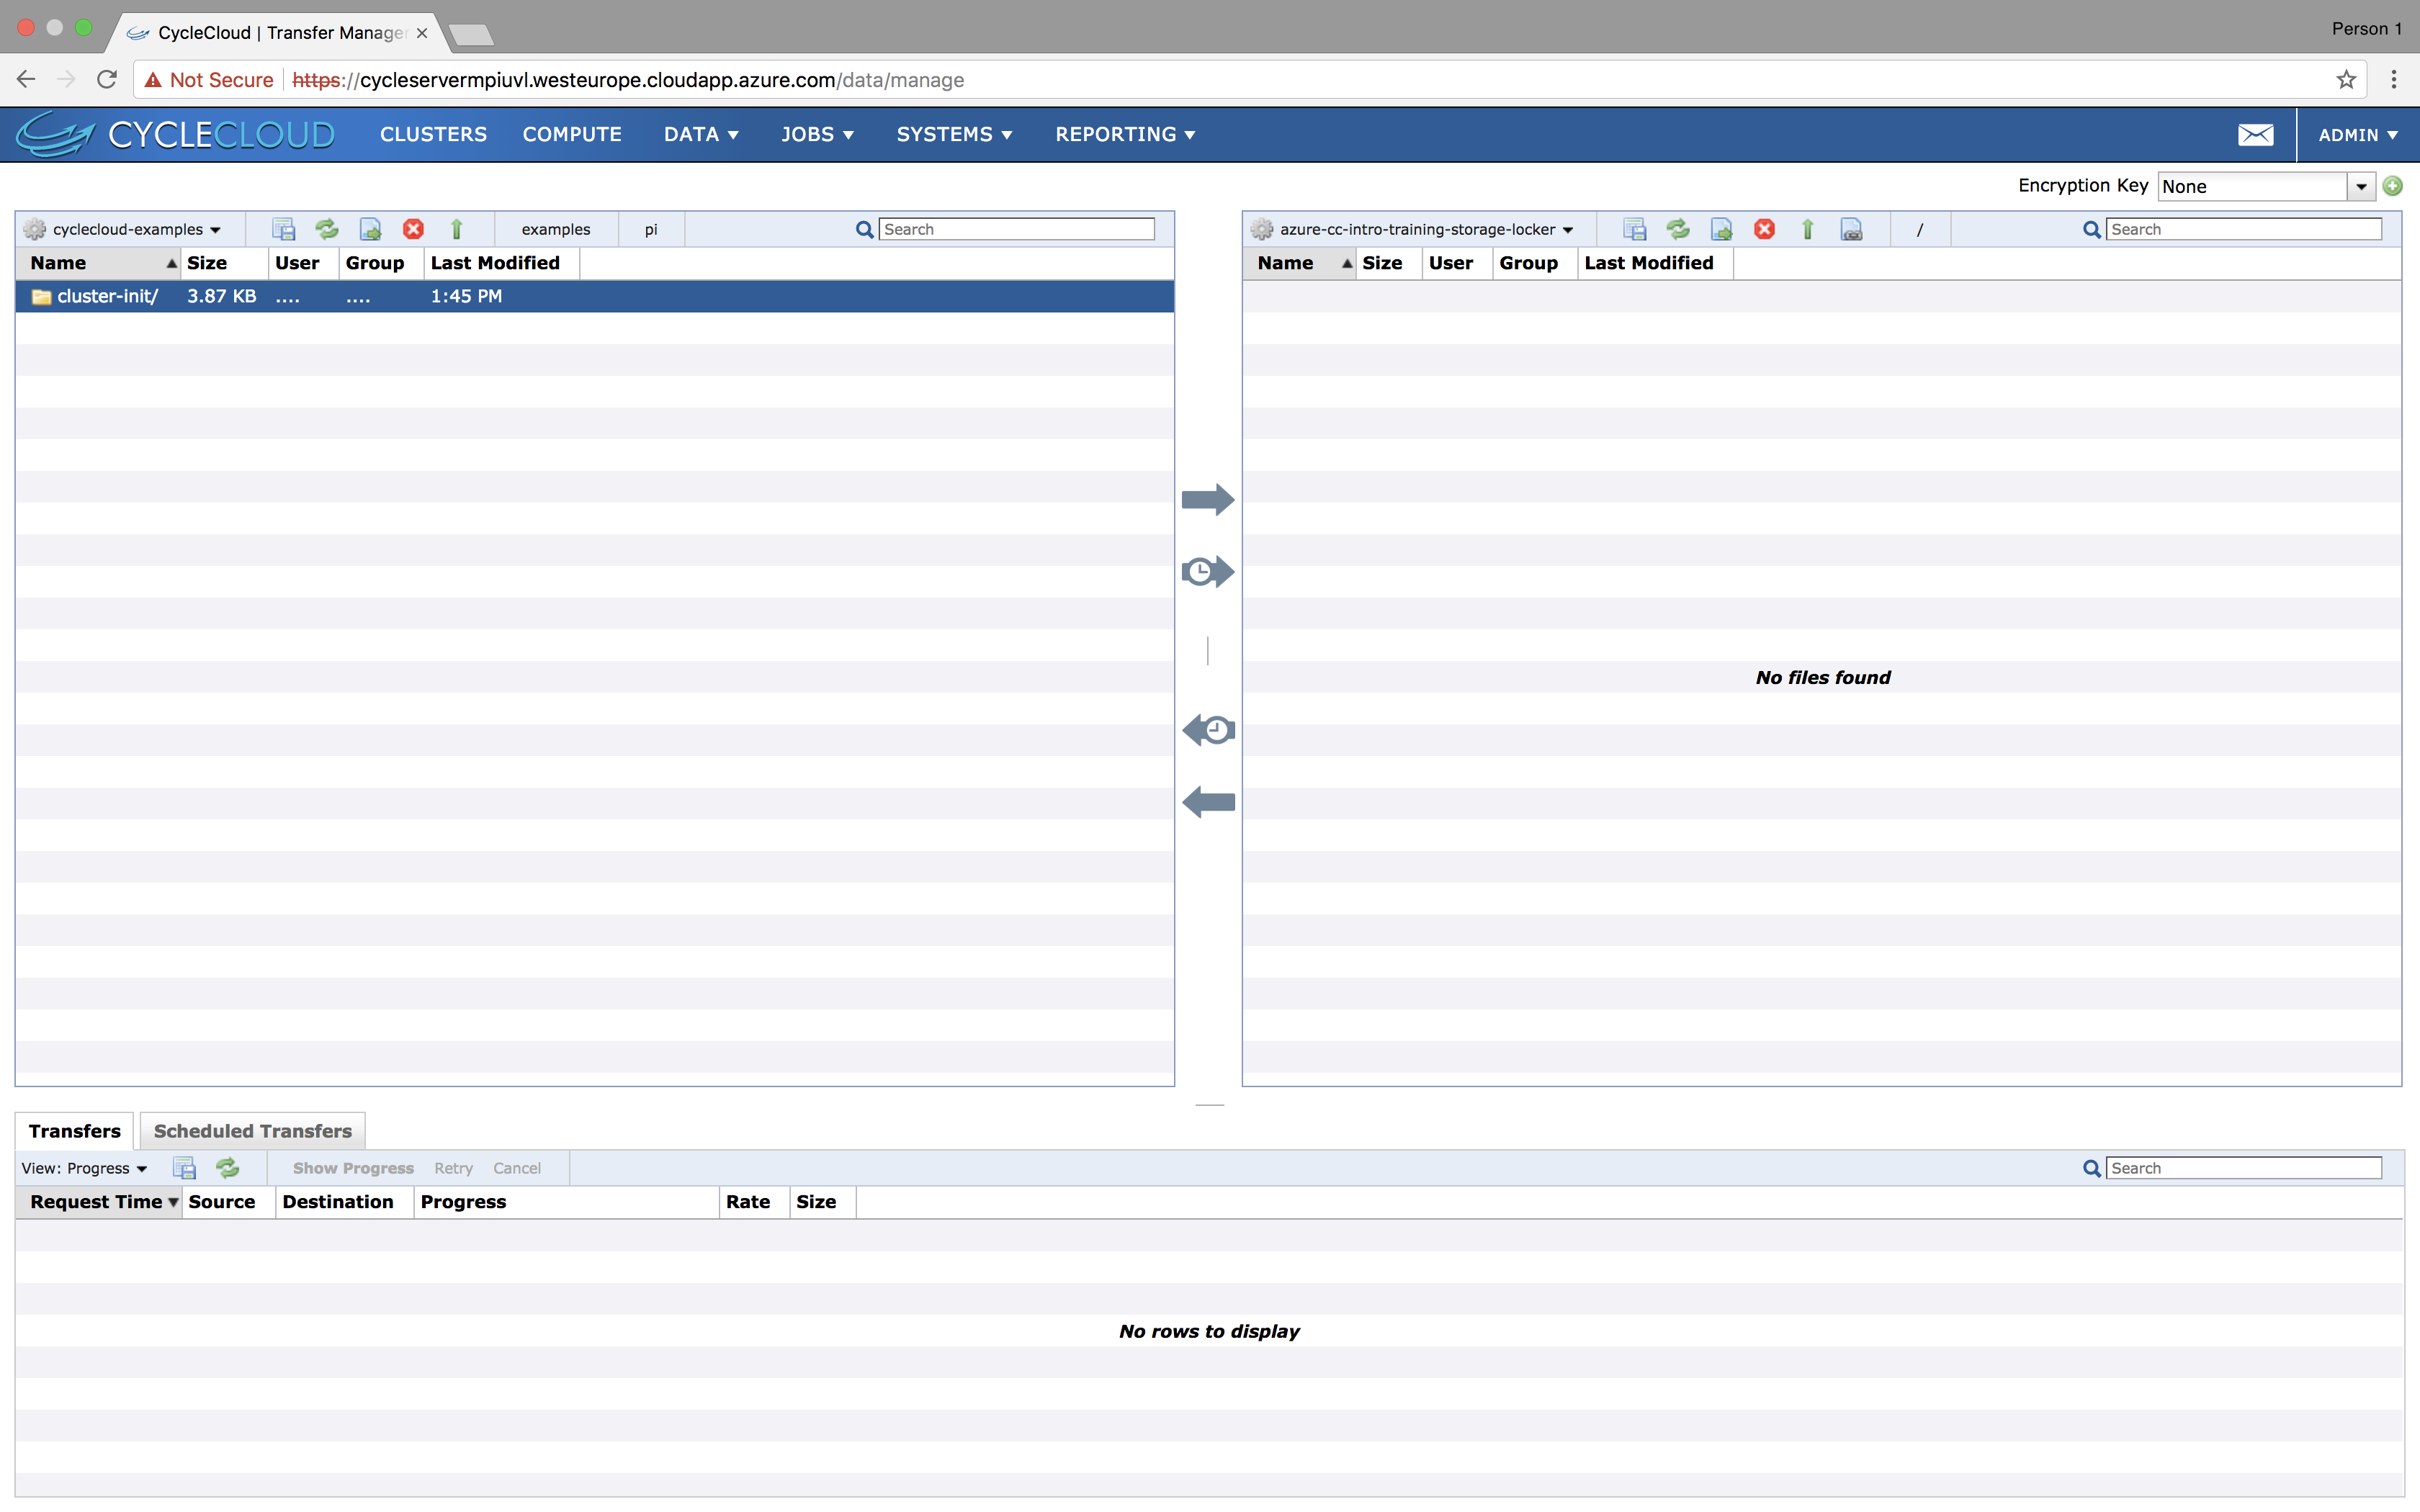 CycleCloud | Transfer Manager
Person 1
Not Secure https://cycleservermpiuvl.westeurope.cloudapp.azure.com/data/manage
CYCLECLOUD CLUSTERS COMPUTE DATA JOBS SYSTEMS REPORTING ADMIN
Encryption Key None
cyclecloud-examples examples pi Search
Name Size User Group Last Modified
cluster-init/ 3.87 KB .... .... 1:45 PM
azure-cc-intro-training-storage-locker / Search
Name Size User Group Last Modified
No files found
Transfers Scheduled Transfers
View: Progress Show Progress Retry Cancel Search
Request Time Source Destination Progress Rate Size
No rows to display